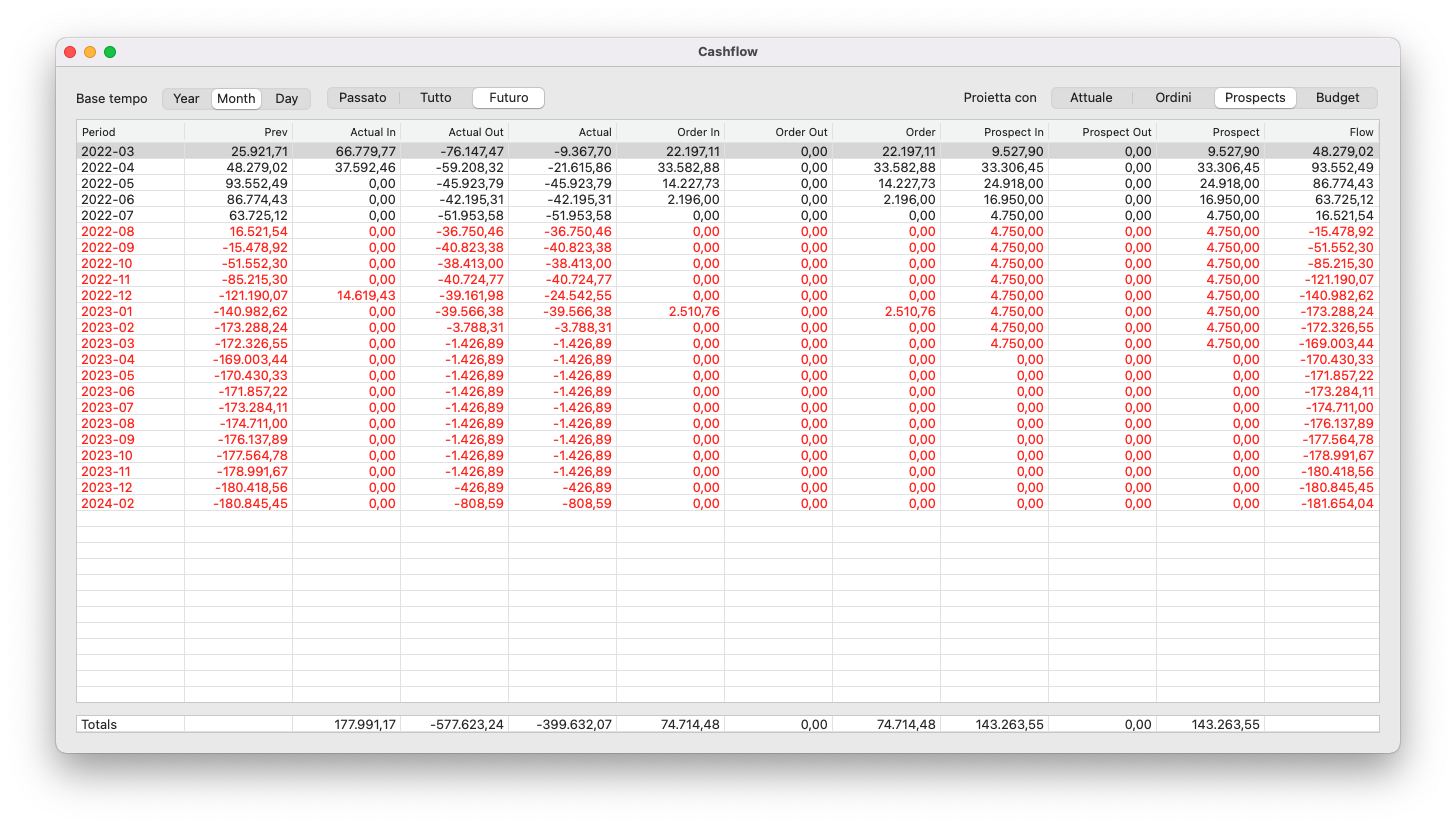 Cashflow
Base tempo Year Month Day Passato Tutto Futuro Proietta con Attuale Ordini Prospects Budget
Period Prev Actual In Actual Out Actual Order In Order Out Order Prospect In Prospect Out Prospect Flow
2022-03 25.921,71 66.779,77 -76.147,47 -9.367,70 22.197,11 0,00 22.197,11 9.527,90 0,00 9.527,90 48.279,02
2022-04 48.279,02 37.592,46 -59.208,32 -21.615,86 33.582,88 0,00 33.582,88 33.306,45 0,00 33.306,45 93.552,49
2022-05 93.552,49 0,00 -45.923,79 -45.923,79 14.227,73 0,00 14.227,73 24.918,00 0,00 24.918,00 86.774,43
2022-06 86.774,43 0,00 -42.195,31 -42.195,31 2.196,00 0,00 2.196,00 16.950,00 0,00 16.950,00 63.725,12
2022-07 63.725,12 0,00 -51.953,58 -51.953,58 0,00 0,00 0,00 4.750,00 0,00 4.750,00 16.521,54
2022-08 16.521,54 0,00 -36.750,46 -36.750,46 0,00 0,00 0,00 4.750,00 0,00 4.750,00 -15.478,92
2022-09 -15.478,92 0,00 -40.823,38 -40.823,38 0,00 0,00 0,00 4.750,00 0,00 4.750,00 -51.552,30
2022-10 -51.552,30 0,00 -38.413,00 -38.413,00 0,00 0,00 0,00 4.750,00 0,00 4.750,00 -85.215,30
2022-11 -85.215,30 0,00 -40.724,77 -40.724,77 0,00 0,00 0,00 4.750,00 0,00 4.750,00 -121.190,07
2022-12 -121.190,07 14.619,43 -39.161,98 -24.542,55 0,00 0,00 0,00 4.750,00 0,00 4.750,00 -140.982,62
2023-01 -140.982,62 0,00 -39.566,38 -39.566,38 2.510,76 0,00 2.510,76 4.750,00 0,00 4.750,00 -173.288,24
2023-02 -173.288,24 0,00 -3.788,31 -3.788,31 0,00 0,00 0,00 4.750,00 0,00 4.750,00 -172.326,55
2023-03 -172.326,55 0,00 -1.426,89 -1.426,89 0,00 0,00 0,00 4.750,00 0,00 4.750,00 -169.003,44
2023-04 -169.003,44 0,00 -1.426,89 -1.426,89 0,00 0,00 0,00 0,00 0,00 0,00 -170.430,33
2023-05 -170.430,33 0,00 -1.426,89 -1.426,89 0,00 0,00 0,00 0,00 0,00 0,00 -171.857,22
2023-06 -171.857,22 0,00 -1.426,89 -1.426,89 0,00 0,00 0,00 0,00 0,00 0,00 -173.284,11
2023-07 -173.284,11 0,00 -1.426,89 -1.426,89 0,00 0,00 0,00 0,00 0,00 0,00 -174.711,00
2023-08 -174.711,00 0,00 -1.426,89 -1.426,89 0,00 0,00 0,00 0,00 0,00 0,00 -176.137,89
2023-09 -176.137,89 0,00 -1.426,89 -1.426,89 0,00 0,00 0,00 0,00 0,00 0,00 -177.564,78
2023-10 -177.564,78 0,00 -1.426,89 -1.426,89 0,00 0,00 0,00 0,00 0,00 0,00 -178.991,67
2023-11 -178.991,67 0,00 -1.426,89 -1.426,89 0,00 0,00 0,00 0,00 0,00 0,00 -180.418,56
2023-12 -180.418,56 0,00 -426,89 -426,89 0,00 0,00 0,00 0,00 0,00 0,00 -180.845,45
2024-02 -180.845,45 0,00 -808,59 -808,59 0,00 0,00 0,00 0,00 0,00 0,00 -181.654,04
Totals 177.991,17 -577.623,24 -399.632,07 74.714,48 0,00 74.714,48 143.263,55 0,00 143.263,55